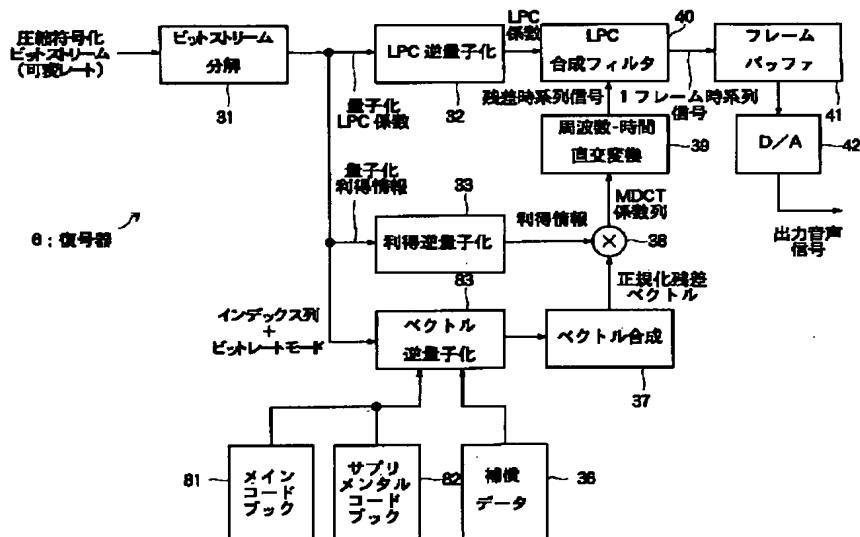 圧縮符号化
ビットストリーム
(可変レート)
ビットストリーム
分解
31
量子化
LPC 係数
LPC 逆量子化
32
LPC
係数
LPC
合成フィルタ
40
フレーム
バッファ
41
残差時系列信号
1 フレーム時系列
信号
周波数-時間
直交変換
39
D/A
42
出力音声
信号
量子化
利得情報
6：復号器
33
利得逆量子化
利得情報
MDCT
係数列
×
38
正規化残差
ベクトル
83
インデックス列
+
ビットレートモード
ベクトル
逆量子化
ベクトル合成
37
81
メイン
コード
ブック
サプリ
メンタル
コード
ブック
82
補償
データ
36